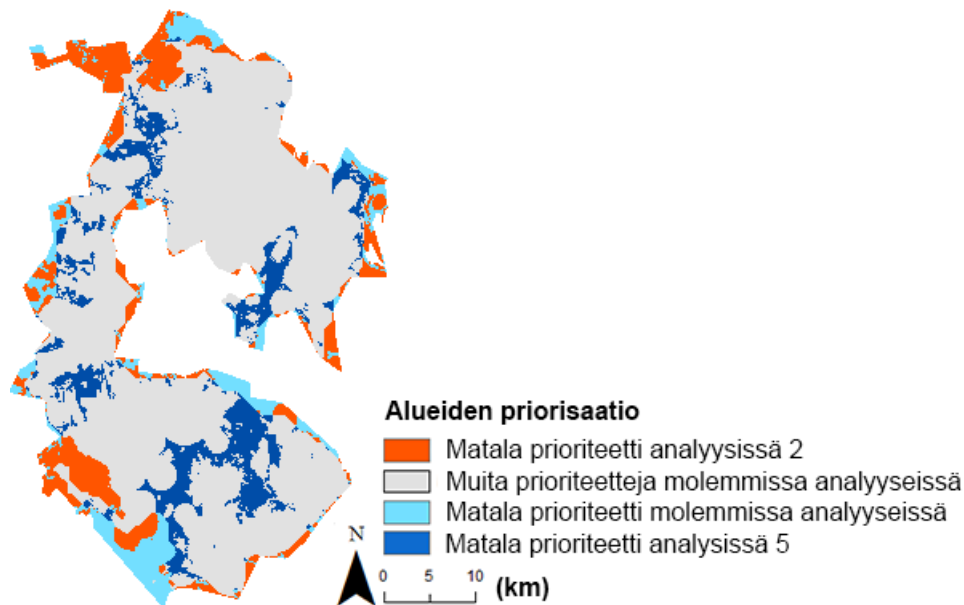 Alueiden priorisaatio
Matala prioriteetti analyysissä 2
Muita prioriteetteja molemmissa analyyseissä
Matala prioriteetti molemmissa analyyseissä
Matala prioriteetti analysissä 5
N
0 5 10 (km)